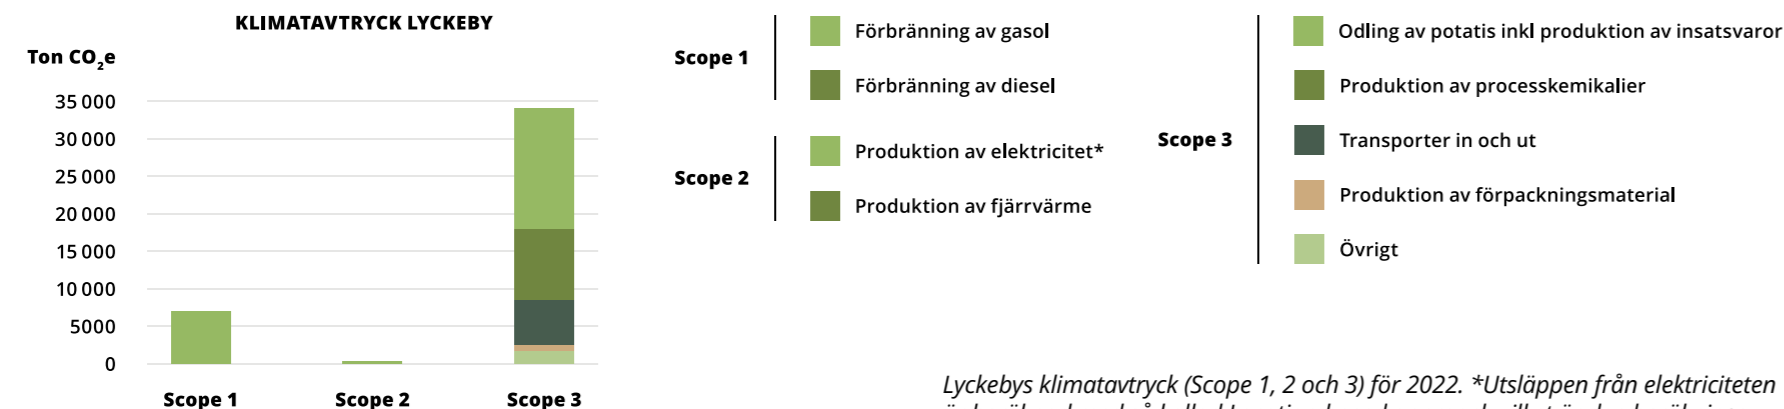 KLIMATAVTRYCK LYCKEBY
Ton CO₂e
35 000
30 000
25 000
20 000
15 000
10 000
5000
0
Scope 1
Scope 2
Scope 3
Scope 1
Förbränning av gasol
Förbränning av diesel
Scope 2
Produktion av elektricitet*
Produktion av fjärrvärme
Scope 3
Odling av potatis inkl produktion av insatsvaror
Produktion av processkemikalier
Transporter in och ut
Produktion av förpackningsmaterial
Övrigt
Lyckebys klimatavtryck (Scope 1, 2 och 3) för 2022. *Utsläppen från elektriciteten